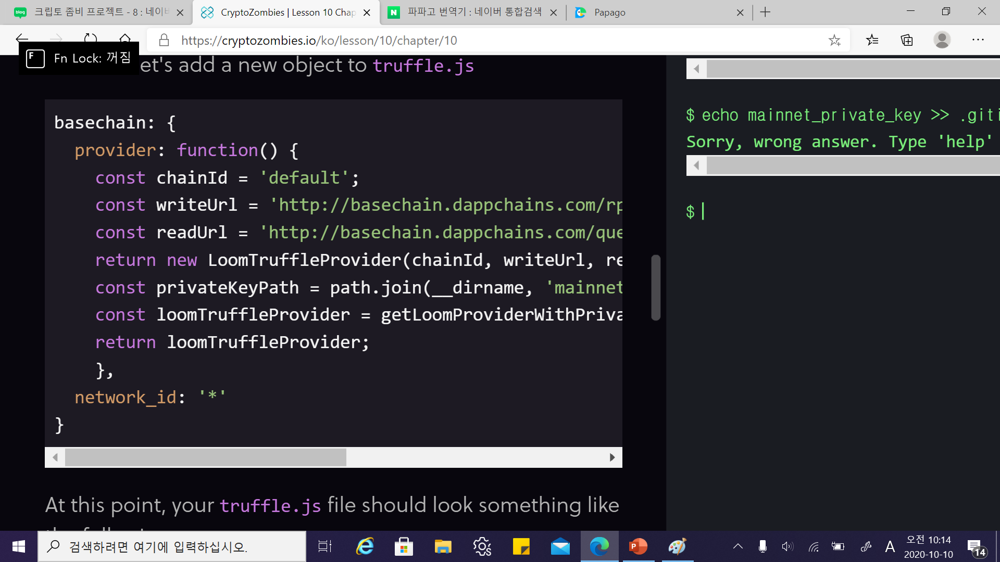 크립토 좀비 프로젝트 - 8 : 네이버
CryptoZombies | Lesson 10 Chap
파파고 번역기 : 네이버 통합검색
Papago
https://cryptozombies.io/ko/lesson/10/chapter/10
Fn Lock: 꺼짐
et's add a new object to truffle.js
basechain: {
provider: function() {
const chainId = 'default';
const writeUrl = 'http://basechain.dappchains.com/rp
const readUrl = 'http://basechain.dappchains.com/que
return new LoomTruffleProvider(chainId, writeUrl, re
const privateKeyPath = path.join(__dirname, 'mainnet
const loomTruffleProvider = getLoomProviderWithPriva
return loomTruffleProvider;
},
network_id: '*'
}
At this point, your truffle.js file should look something like
$ echo mainnet_private_key >> .giti
Sorry, wrong answer. Type 'help'
$
검색하려면 여기에 입력하십시오.
A
오전 10:14
2020-10-10
14